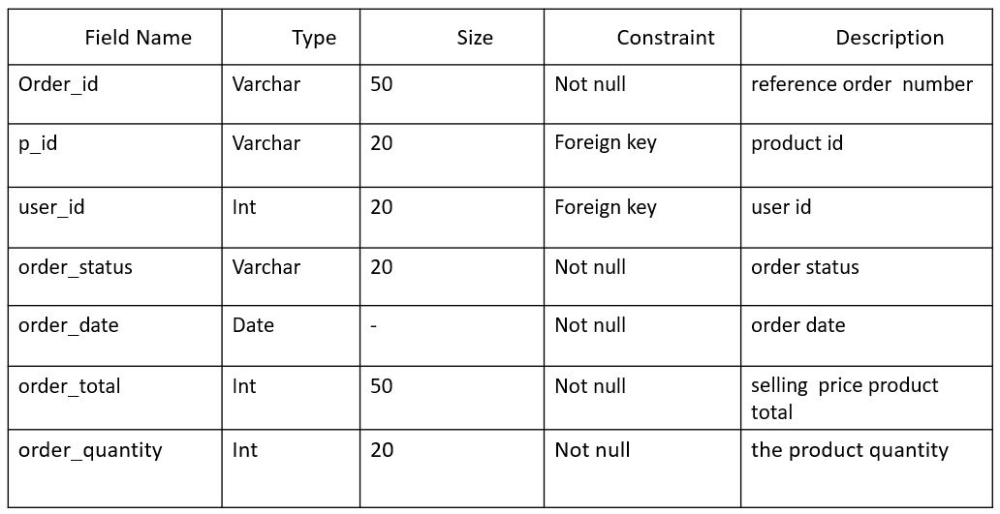 Field Name Type Size Constraint Description
Order_id Varchar 50 Not null reference order number
p_id Varchar 20 Foreign key product id
user_id Int 20 Foreign key user id
order_status Varchar 20 Not null order status
order_date Date - Not null order date
order_total Int 50 Not null selling price product
total
order_quantity Int 20 Not null the product quantity